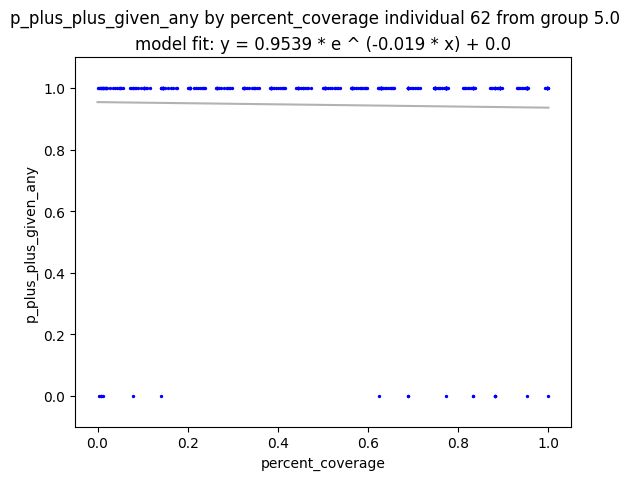 p_plus_plus_given_any by percent_coverage individual 62 from group 5.0
model fit: y = 0.9539 * e ^ (-0.019 * x) + 0.0
1.0
0.8
0.6
0.4
0.2
0.0
p_plus_plus_given_any
0.0 0.2 0.4 0.6 0.8 1.0
percent_coverage